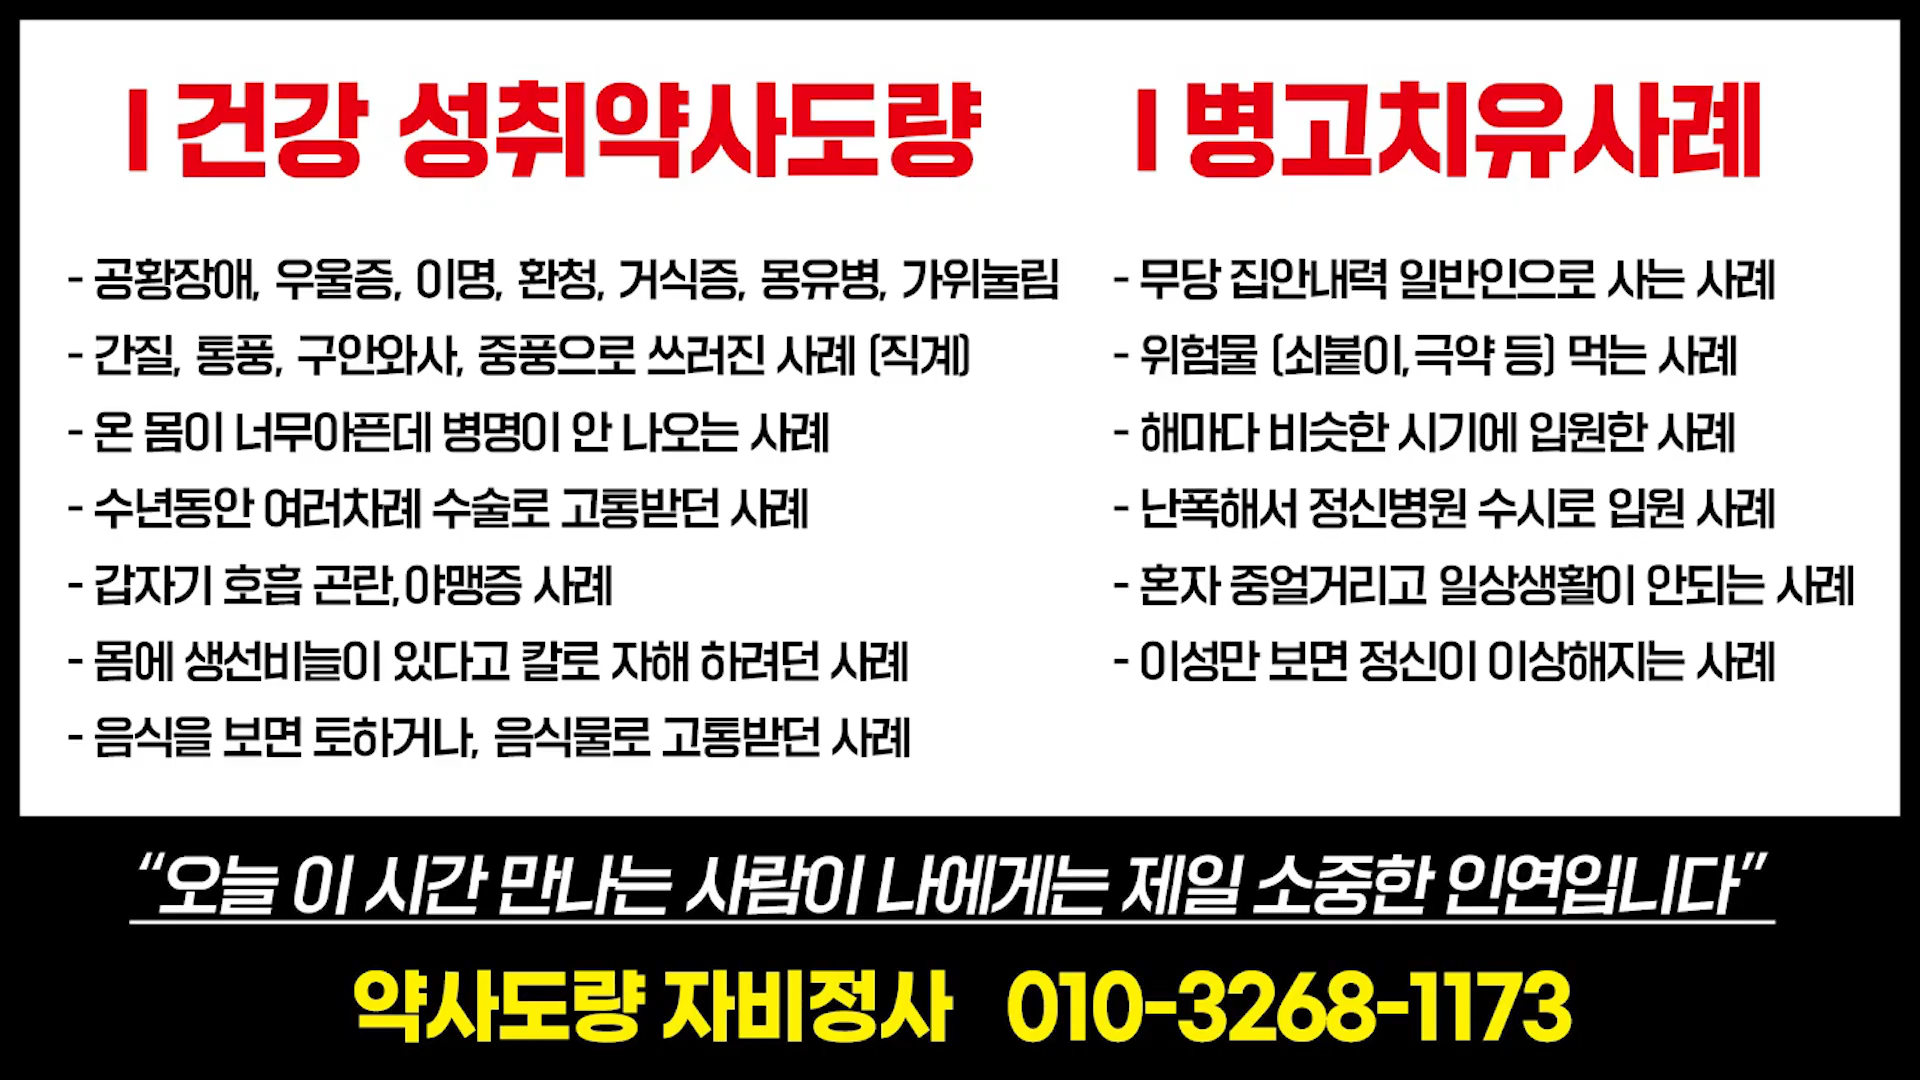 I 건강 성취약사도량
- 공황장애, 우울증, 이명, 환청, 거식증, 몽유병, 가위눌림
- 간질, 통풍, 구안와사, 중풍으로 쓰러진 사례 (직계)
- 온 몸이 너무아픈데 병명이 안 나오는 사례
- 수년동안 여러차례 수술로 고통받던 사례
- 갑자기 호흡 곤란,야맹증 사례
- 몸에 생선비늘이 있다고 칼로 자해 하려던 사례
- 음식을 보면 토하거나, 음식물로 고통받던 사례
I 병고치유사례
- 무당 집안내력 일반인으로 사는 사례
- 위험물 (쇠붙이,극약 등) 먹는 사례
- 해마다 비슷한 시기에 입원한 사례
- 난폭해서 정신병원 수시로 입원 사례
- 혼자 중얼거리고 일상생활이 안되는 사례
- 이성만 보면 정신이 이상해지는 사례
“오늘 이 시간 만나는 사람이 나에게는 제일 소중한 인연입니다”
약사도량 자비정사 010-3268-1173